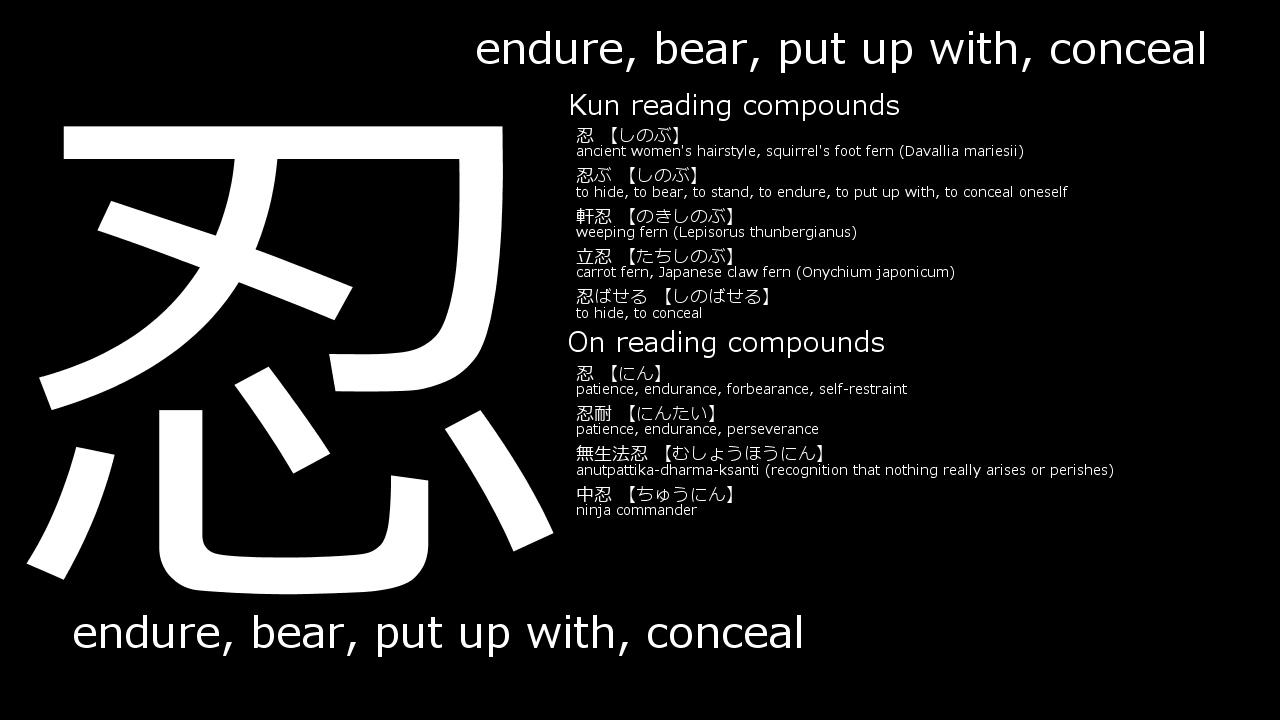 endure, bear, put up with, conceal
忍
Kun reading compounds
忍 【しのぶ】
ancient women's hairstyle, squirrel's foot fern (Davallia mariesii)
忍ぶ 【しのぶ】
to hide, to bear, to stand, to endure, to put up with, to conceal oneself
軒忍 【のきしのぶ】
weeping fern (Lepisorus thunbergianus)
立忍 【たちしのぶ】
carrot fern, Japanese claw fern (Onychium japonicum)
忍ばせる 【しのばせる】
to hide, to conceal
On reading compounds
忍 【にん】
patience, endurance, forbearance, self-restraint
忍耐 【にんたい】
patience, endurance, perseverance
無生法忍 【むしょうほうにん】
anutpattika-dharma-ksanti (recognition that nothing really arises or perishes)
中忍 【ちゅうにん】
ninja commander
endure, bear, put up with, conceal